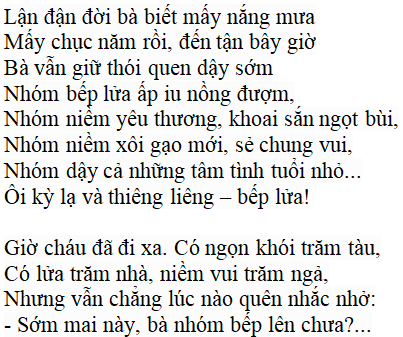 Lận đận đời bà biết mấy nắng mưa
Mấy chục năm rồi, đến tận bây giờ
Bà vẫn giữ thói quen dậy sớm
Nhóm bếp lửa ấp iu nồng đượm,
Nhóm niềm yêu thương, khoai sắn ngọt bùi,
Nhóm niềm xôi gạo mới, sẻ chung vui,
Nhóm dậy cả những tâm tình tuổi nhỏ...
Ôi kỳ lạ và thiêng liêng – bếp lửa!

Giờ cháu đã đi xa. Có ngọn khói trăm tàu,
Có lửa trăm nhà, niềm vui trăm ngả,
Nhưng vẫn chẳng lúc nào quên nhắc nhở:
- Sớm mai này, bà nhóm bếp lên chưa?...